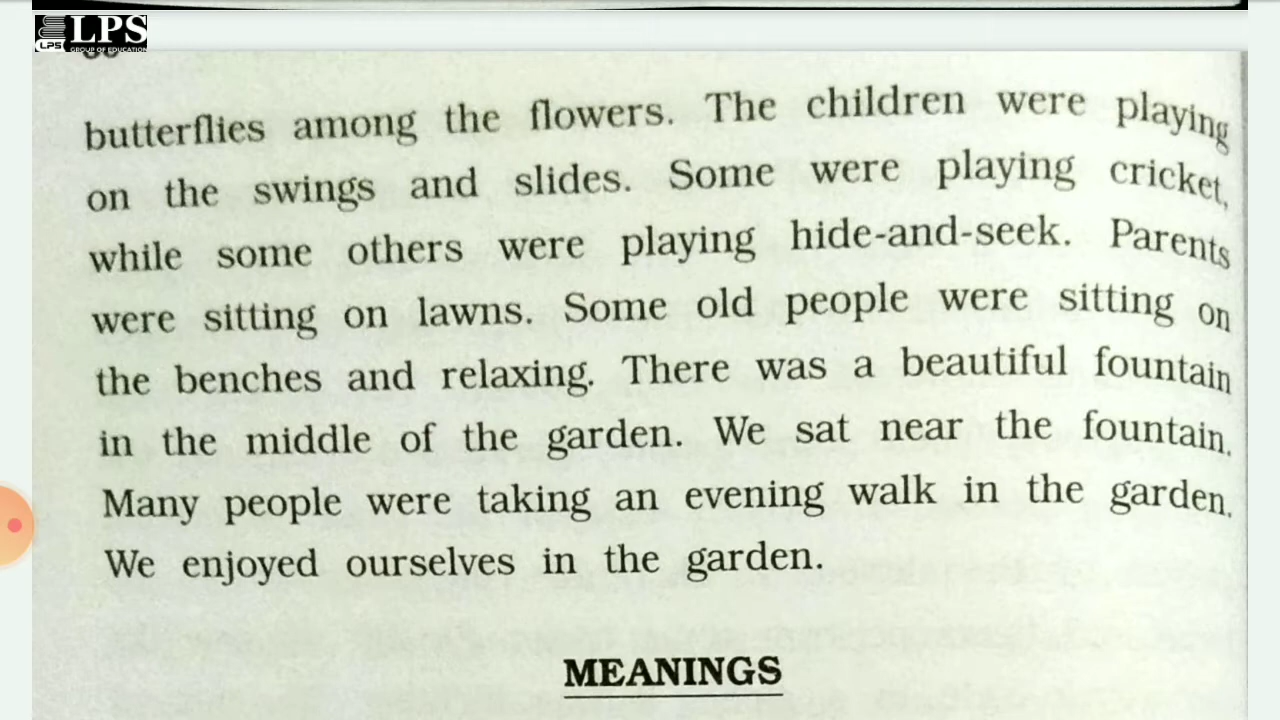 LPS
LPS
GROUP OF EDUCATION
butterflies among the flowers. The children were playing
on the swings and slides. Some were playing cricket,
while some others were playing hide-and-seek. Parents
were sitting on lawns. Some old people were sitting on
the benches and relaxing. There was a beautiful fountain
in the middle of the garden. We sat near the fountain.
Many people were taking an evening walk in the garden.
We enjoyed ourselves in the garden.
MEANINGS